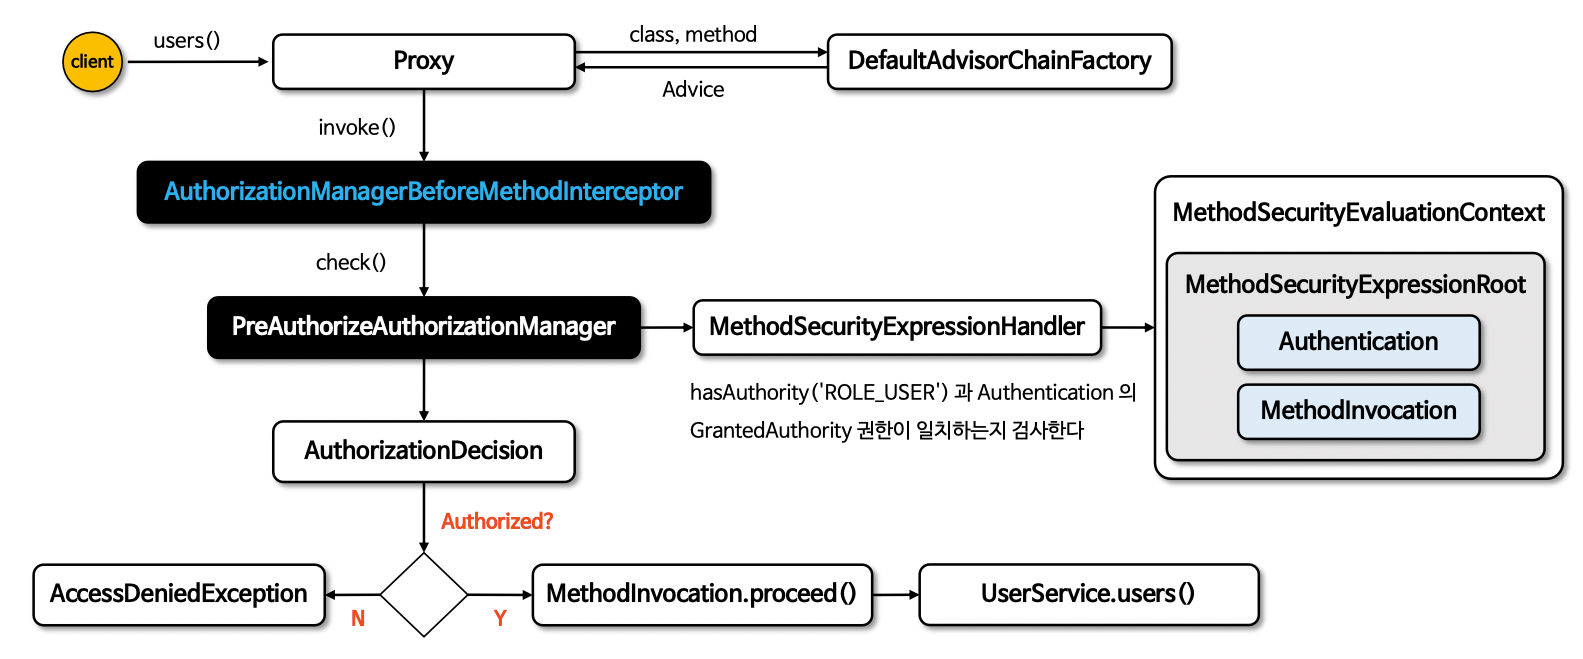 client
users()
Proxy
class, method
Advice
DefaultAdvisorChainFactory
invoke()
AuthorizationManagerBeforeMethodInterceptor
check()
PreAuthorizeAuthorizationManager
MethodSecurityExpressionHandler
hasAuthority('ROLE_USER') 과 Authentication 의
GrantedAuthority 권한이 일치하는지 검사한다
MethodSecurityEvaluationContext
MethodSecurityExpressionRoot
Authentication
MethodInvocation
AuthorizationDecision
Authorized?
AccessDeniedException
N
Y
MethodInvocation.proceed()
UserService.users()